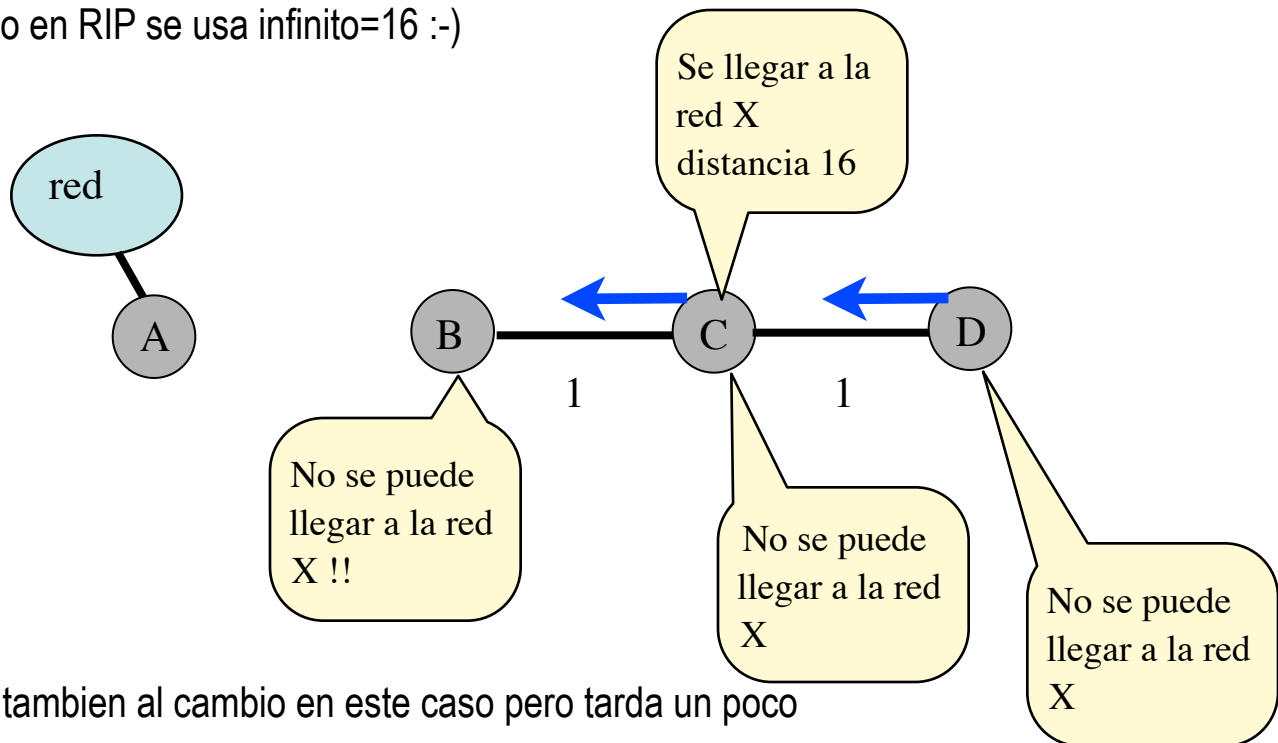 o en RIP se usa infinito=16 :-)
Se llegar a la
red X
distancia 16
red
A
B
C
D
1
1
No se puede
llegar a la red
X !!
No se puede
llegar a la red
X
No se puede
llegar a la red
X
tambien al cambio en este caso pero tarda un poco